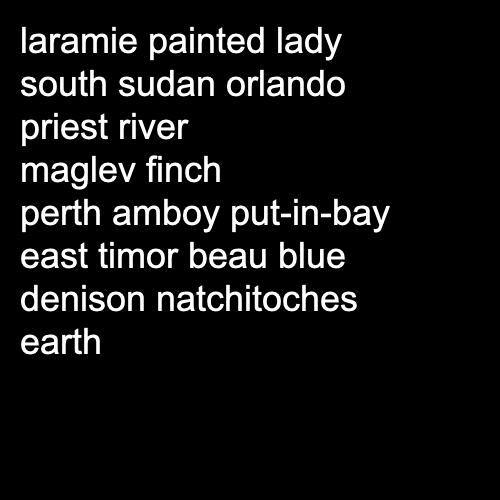 laramie painted lady
south sudan orlando
priest river
maglev finch
perth amboy put-in-bay
east timor beau blue
denison natchitoches
earth